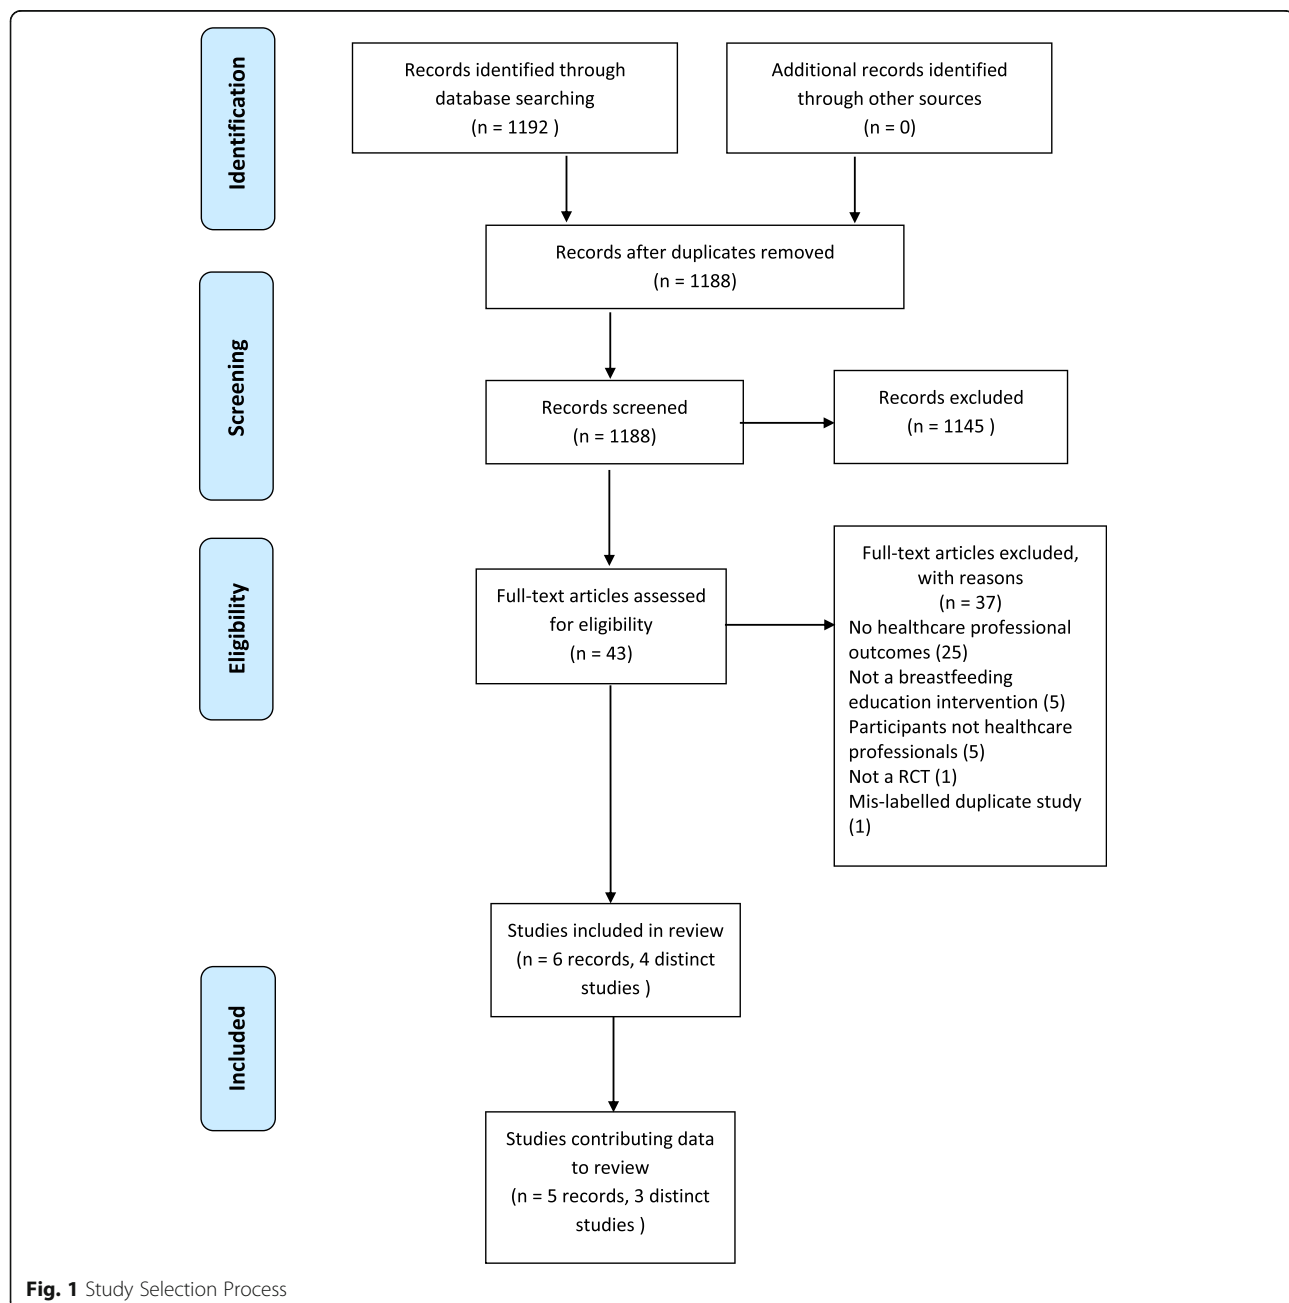 Identification
Records identified through
database searching
(n = 1192 )
Additional records identified
through other sources
(n = 0)
Records after duplicates removed
(n = 1188)
Screening
Records screened
(n = 1188)
Records excluded
(n = 1145 )
Eligibility
Full-text articles assessed
for eligibility
(n = 43)
Full-text articles excluded,
with reasons
(n = 37)
No healthcare professional
outcomes (25)
Not a breastfeeding
education intervention (5)
Participants not healthcare
professionals (5)
Not a RCT (1)
Mis-labelled duplicate study
(1)
Included
Studies included in review
(n = 6 records, 4 distinct
studies )
Studies contributing data
to review
(n = 5 records, 3 distinct
studies )
Fig. 1 Study Selection Process